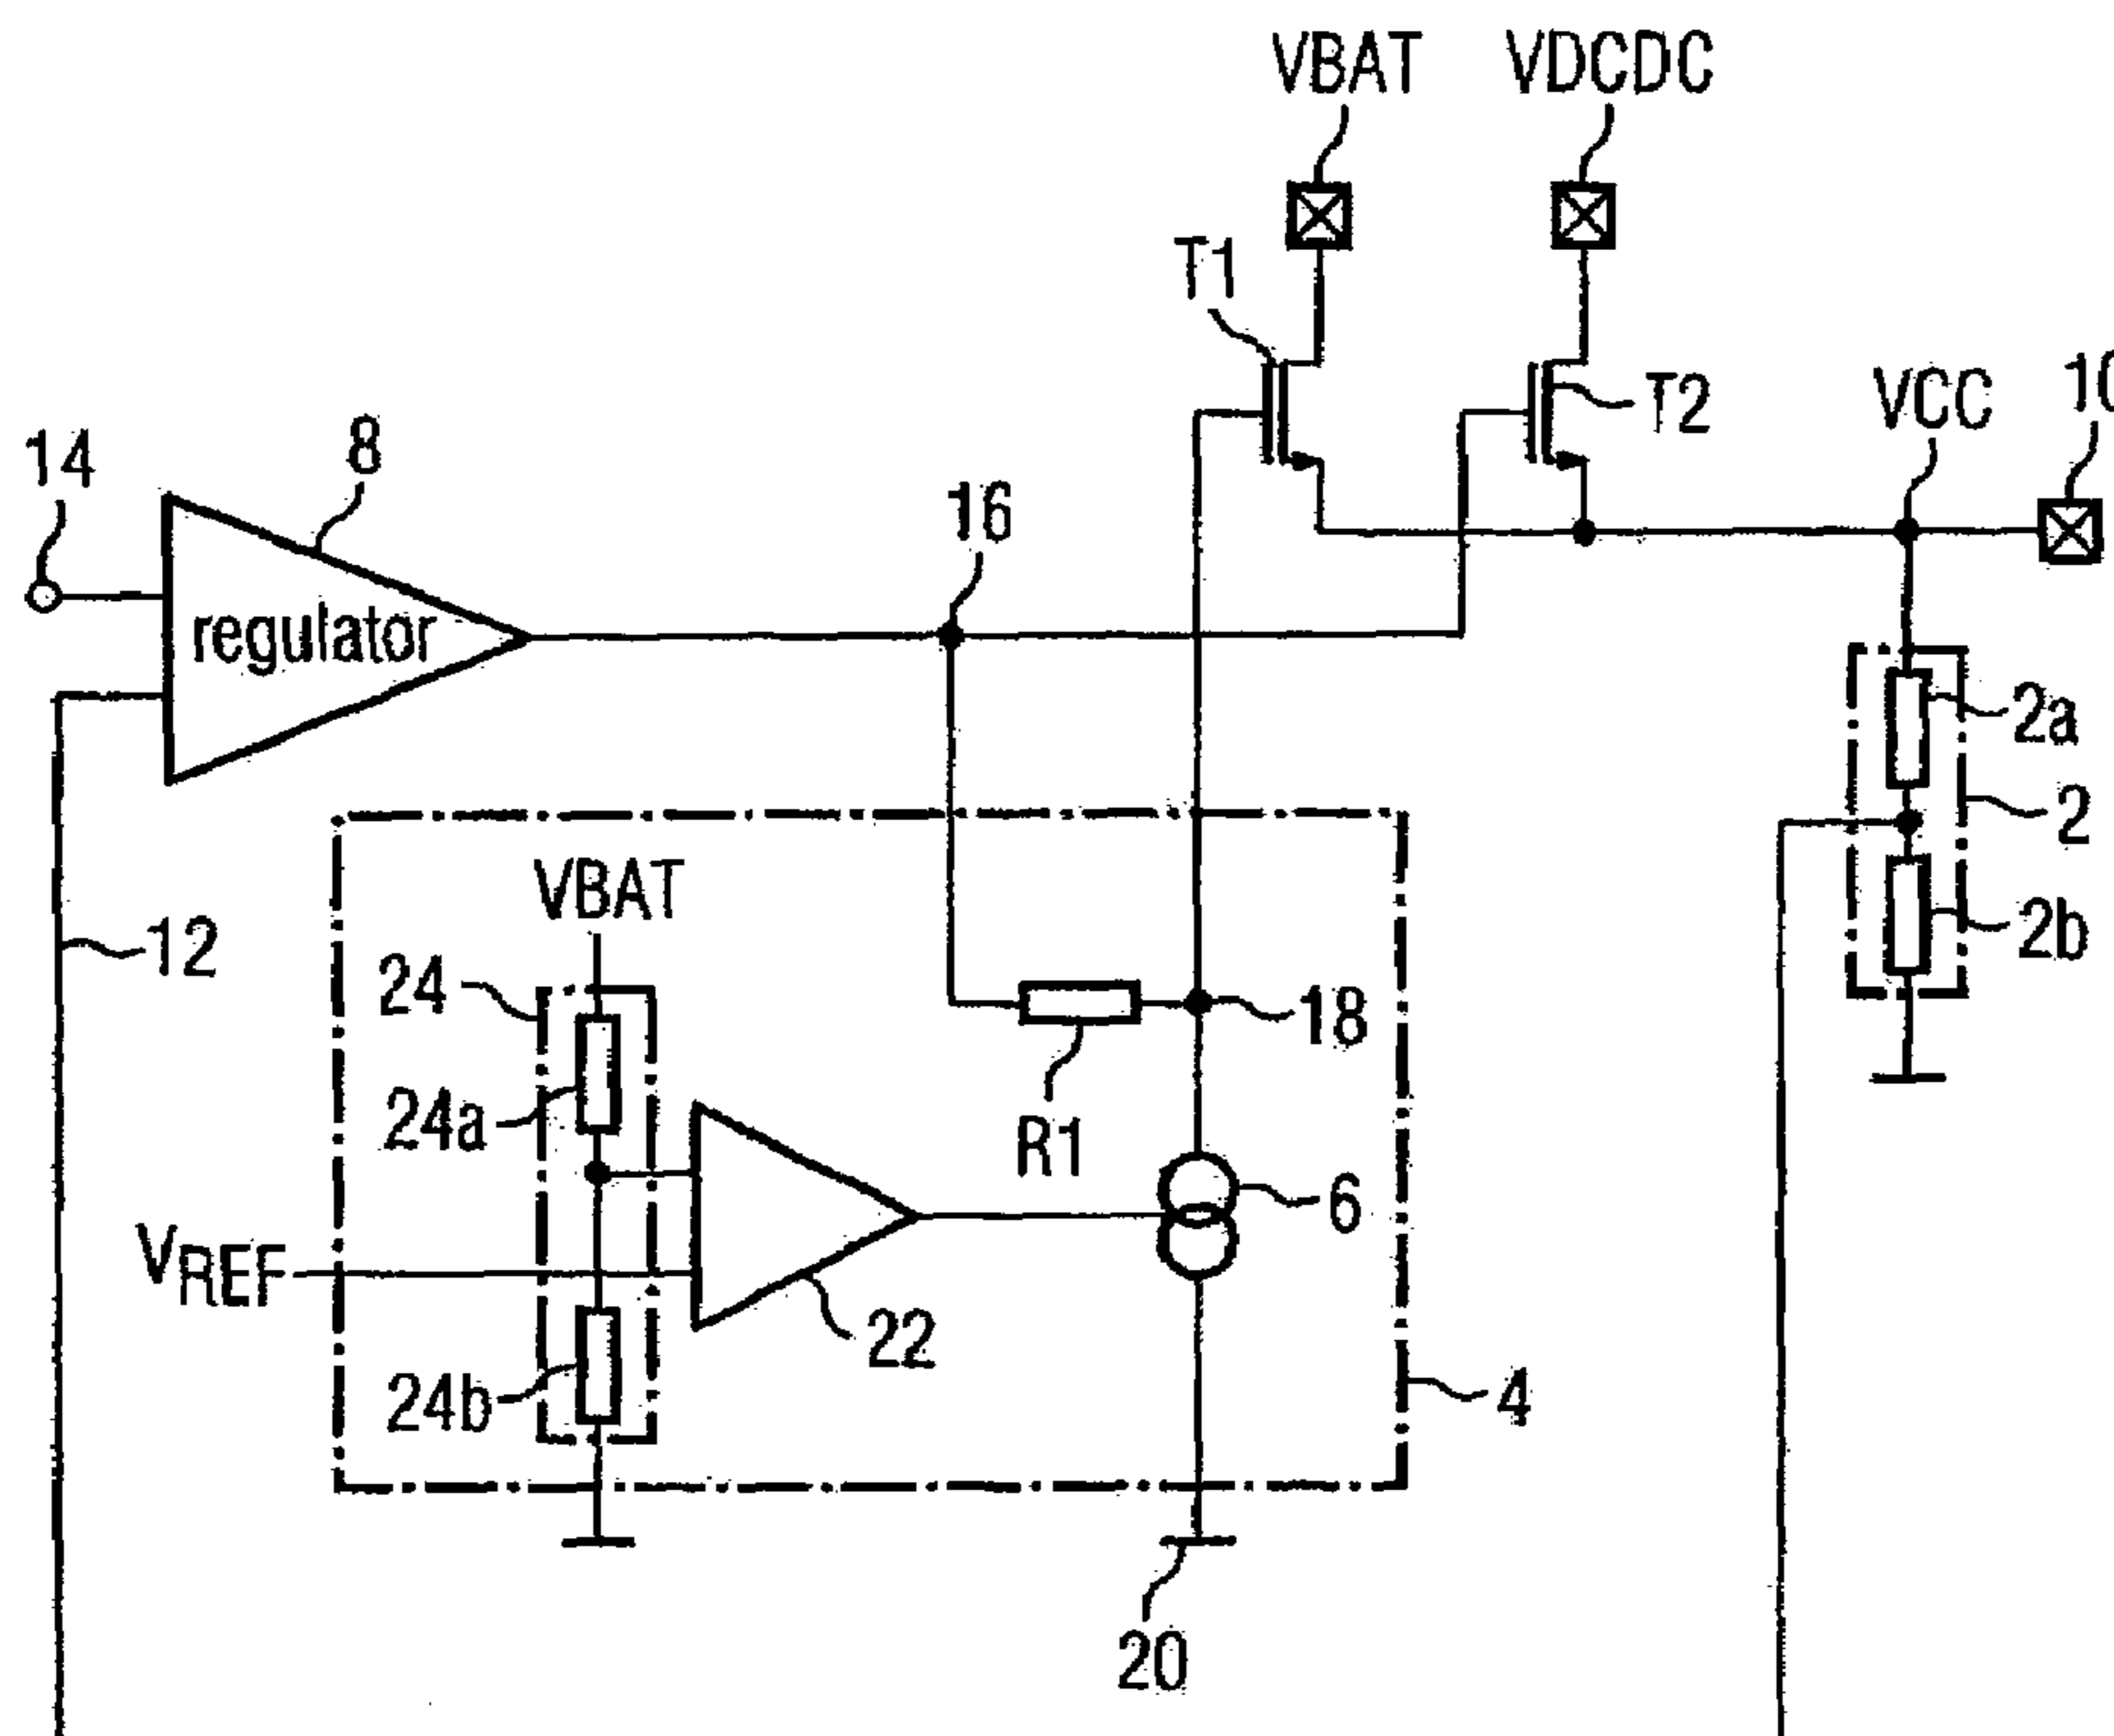 VBAT VDCDC
T1
T2
VCC
10
14
8
16
regulator
2a
2
2b
12
VBAT
24
18
24a
R1
6
VREF
22
24b
4
20